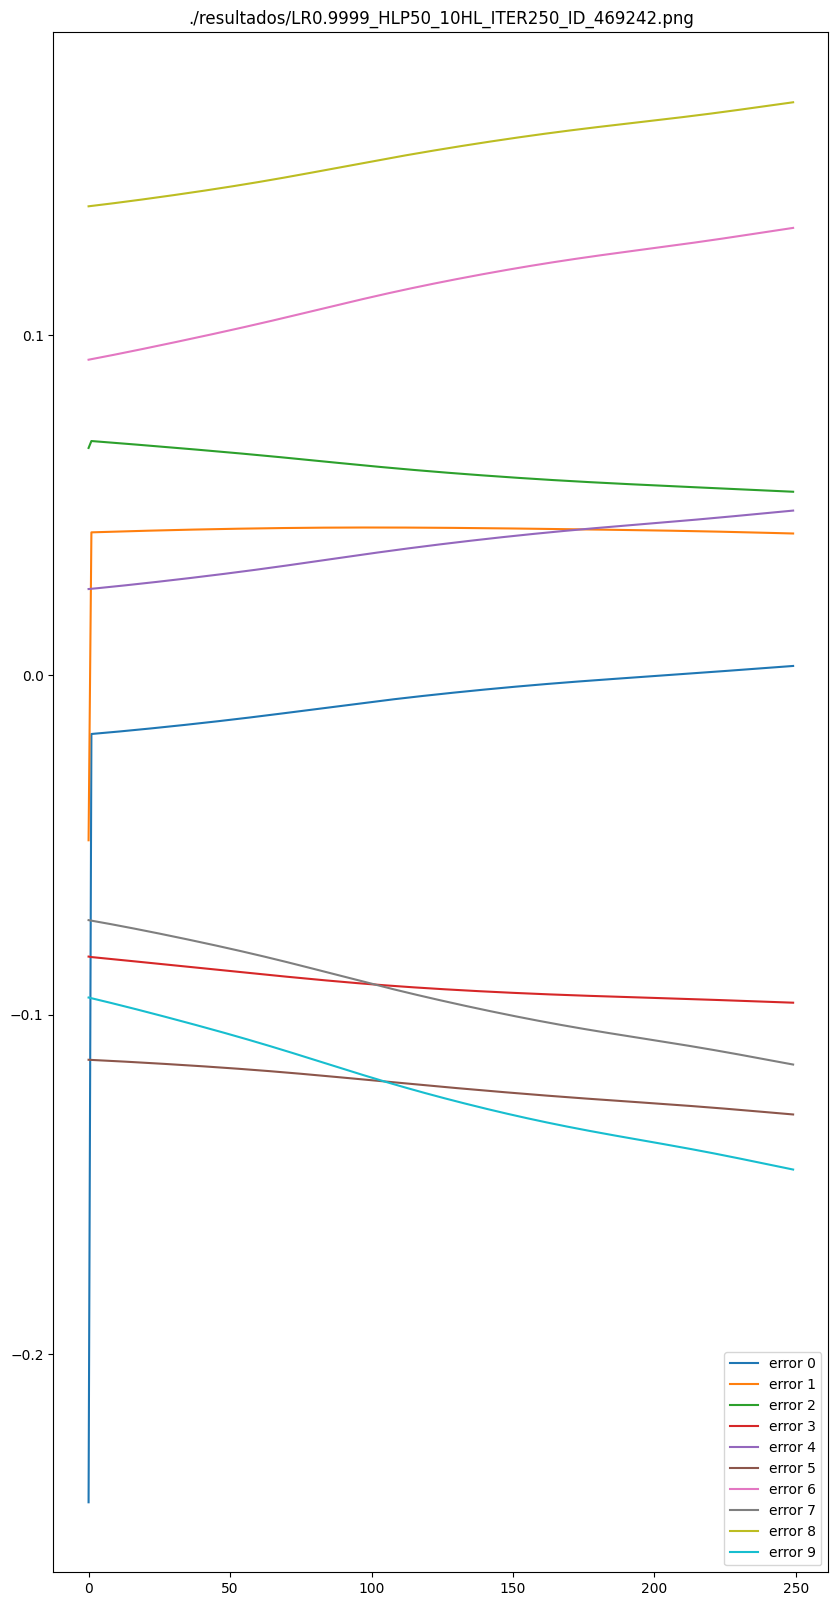 ./resultados/LR0.9999_HLP50_10HL_ITER250_ID_469242.png
0.1
0.0
−0.1
−0.2
0
50
100
150
200
250
error 0
error 1
error 2
error 3
error 4
error 5
error 6
error 7
error 8
error 9